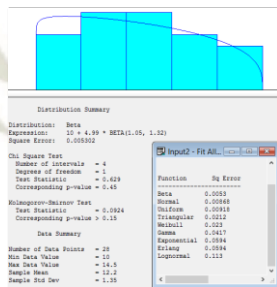 Distribution Summary
Distribution: Beta
Expression: 10 + 4.99 * BETA(1.05, 1.32)
Square Error: 0.005302
Chi Square Test
Number of intervals = 4
Degrees of freedom = 1
Test Statistic = 0.629
Corresponding p-value = 0.45
Kolmogorov-Smirnov Test
Test Statistic = 0.0924
Corresponding p-value > 0.15
Data Summary
Number of Data Points = 28
Min Data Value = 10
Max Data Value = 14.5
Sample Mean = 12.2
Sample Std Dev = 1.35
Input2 - Fit All...
Function Sq Error
Beta 0.0053
Normal 0.00868
Uniform 0.00918
Triangular 0.0212
Weibull 0.023
Gamma 0.0417
Exponential 0.0594
Erlang 0.0594
Lognormal 0.113